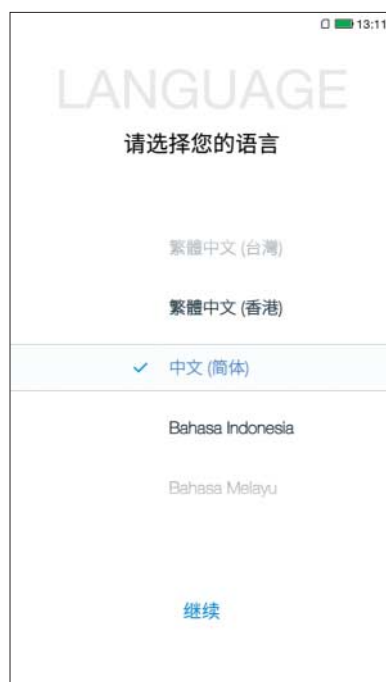 13:11
LANGUAGE
请选择您的语言
繁體中文 (台灣)
繁體中文 (香港)
中文 (简体)
Bahasa Indonesia
Bahasa Melayu
继续